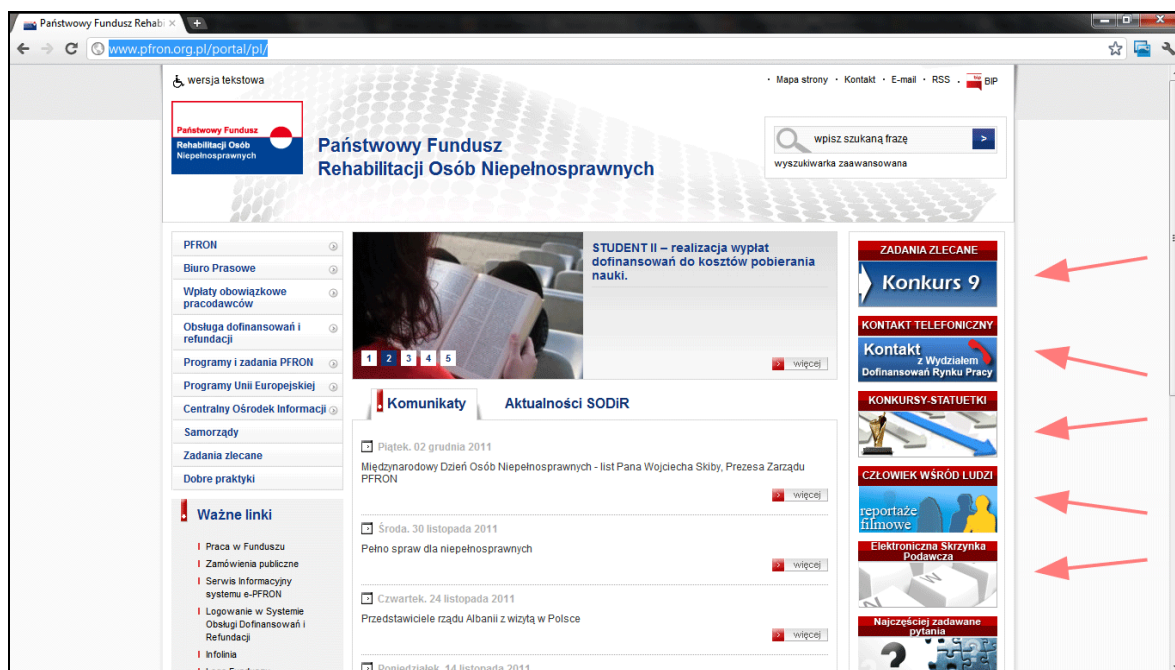 Państwowy Fundusz Rehabi
www.pfron.org.pl/portal/pl/
wersja tekstowa
Mapa strony · Kontakt · E-mail · RSS · BIP
Państwowy Fundusz
Rehabilitacji Osób
Niepełnosprawnych
Państwowy Fundusz
Rehabilitacji Osób Niepełnosprawnych
wpisz szukaną frazę
>
wyszukiwarka zaawansowana
PFRON
Biuro Prasowe
Wpłaty obowiązkowe
pracodawców
Obsługa dofinansowań i
refundacji
Programy i zadania PFRON
Programy Unii Europejskiej
Centralny Ośrodek Informacji
Samorządy
Zadania zlecane
Dobre praktyki
Ważne linki
Praca w Funduszu
Zamówienia publiczne
Serwis Informacyjny
systemu e-PFRON
Logowanie w Systemie
Obsługi Dofinansowań i
Refundacji
Infolinia
Logo Funduszu
STUDENT II – realizacja wypłat
dofinansowań do kosztów pobierania
nauki.
1 2 3 4 5
więcej
Komunikaty
Aktualności SODiR
Piątek. 02 grudnia 2011
Międzynarodowy Dzień Osób Niepełnosprawnych - list Pana Wojciecha Skiby, Prezesa Zarządu
PFRON
więcej
Środa. 30 listopada 2011
Pełno spraw dla niepełnosprawnych
więcej
Czwartek. 24 listopada 2011
Przedstawiciele rządu Albanii z wizytą w Polsce
więcej
Poniedziałek. 14 listopada 2011
ZADANIA ZLECANE
Konkurs 9
KONTAKT TELEFONICZNY
Kontakt
z Wydziałem
Dofinansowań Rynku Pracy
KONKURSY-STATUETKI
CZŁOWIEK WŚRÓD LUDZI
reportaże
filmowe
Elektroniczna Skrzynka
Podawcza
W
W
W
Najczęściej zadawane
pytania
?